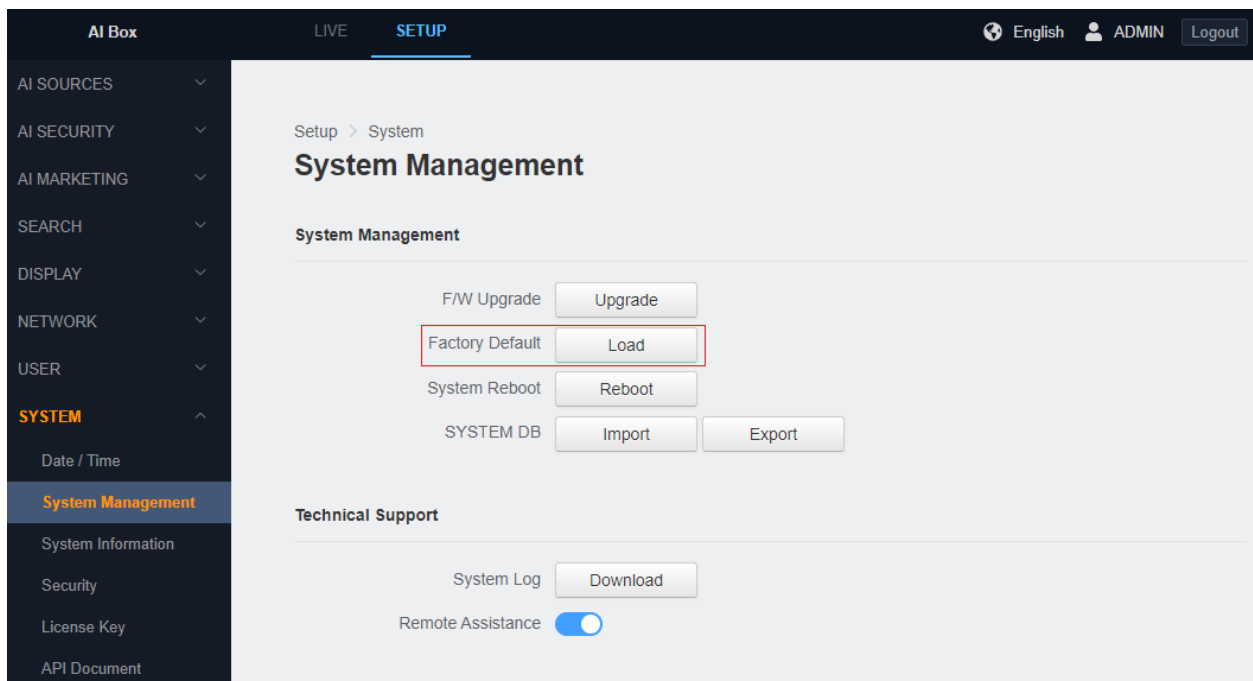 AI Box LIVE SETUP English ADMIN Logout
AI SOURCES
AI SECURITY
AI MARKETING
SEARCH
DISPLAY
NETWORK
USER
SYSTEM
Date / Time
System Management
System Information
Security
License Key
API Document
Setup > System
System Management
System Management
F/W Upgrade Upgrade
Factory Default Load
System Reboot Reboot
SYSTEM DB Import Export
Technical Support
System Log Download
Remote Assistance